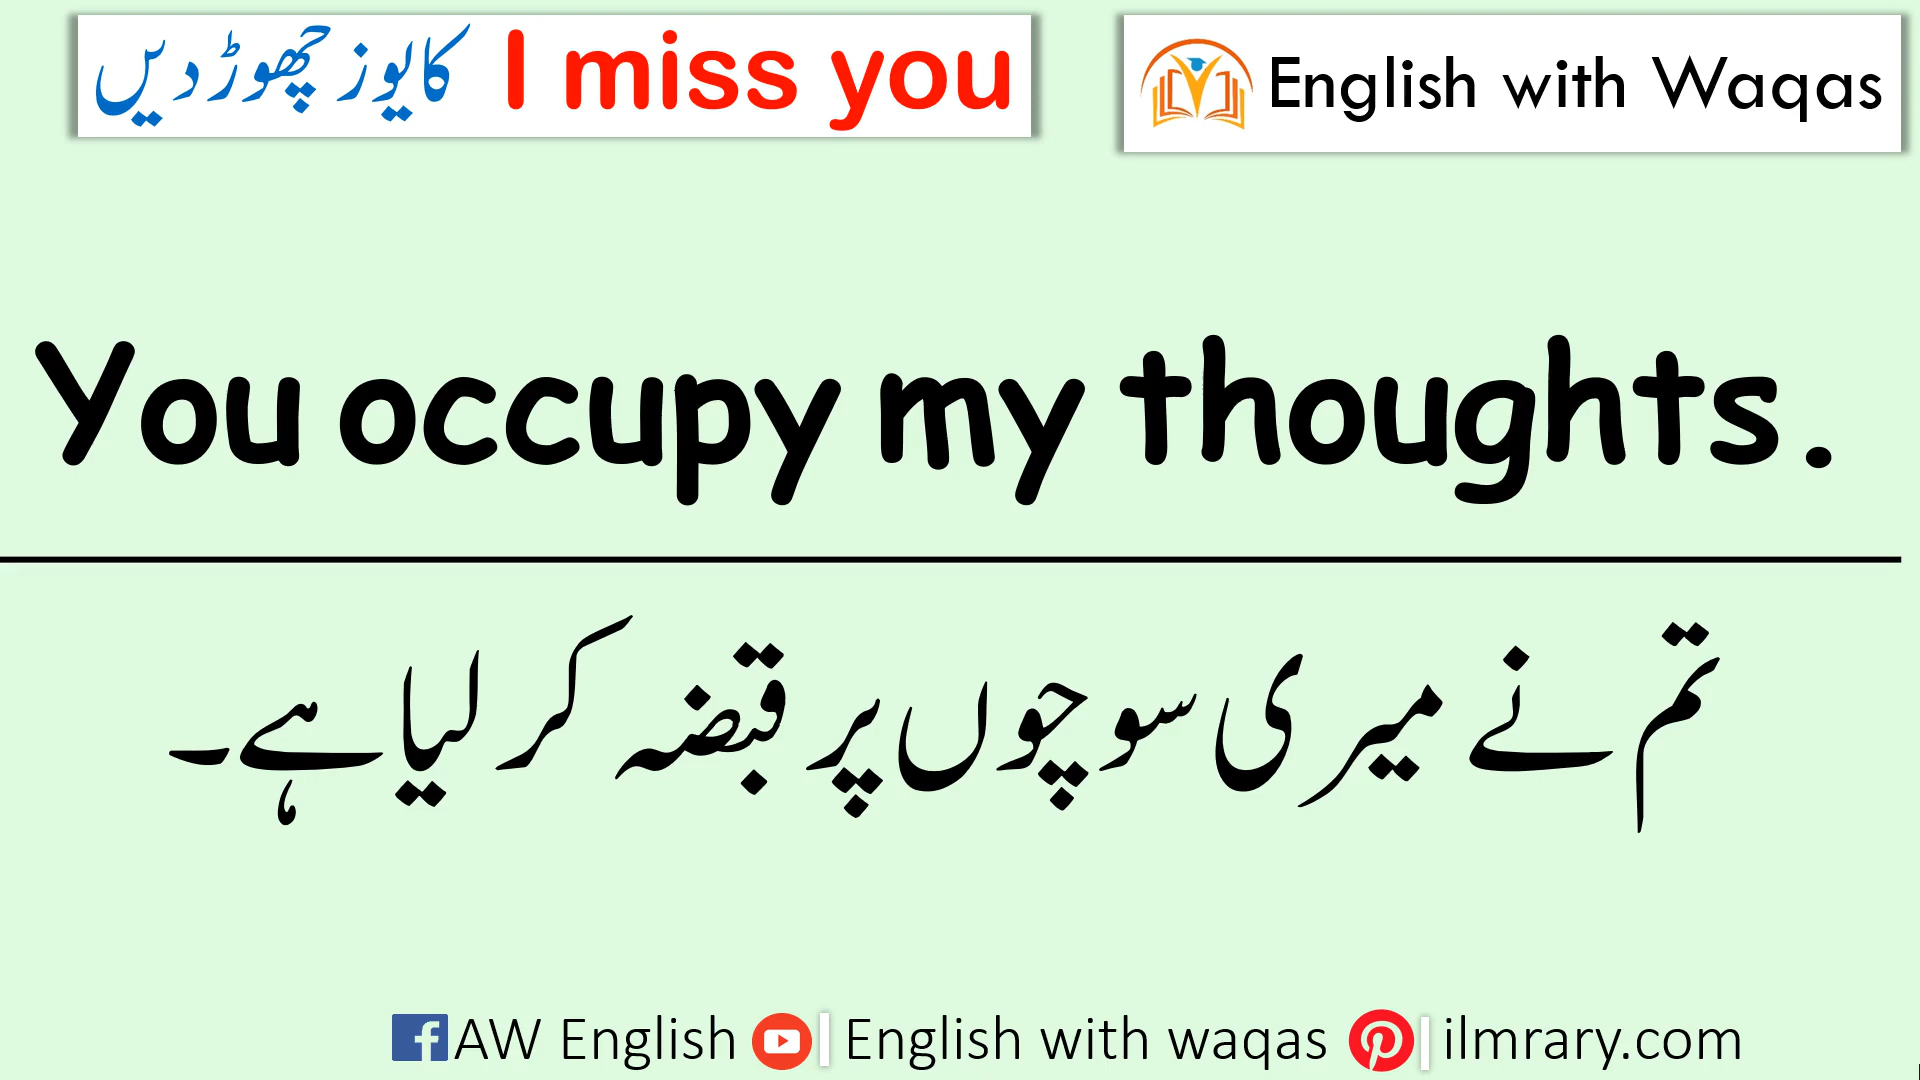 I miss you کا یوز چھوڑ دیں
English with Waqas
You occupy my thoughts.
تم نے میری سوچوں پر قبضہ کر لیا ہے۔
AW English | English with waqas | ilmrary.com